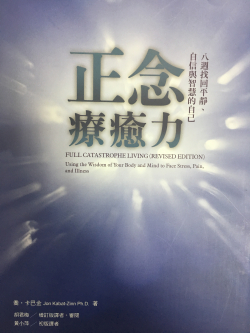 八週找回平靜、
自信與智慧的自己
正念
療癒力
FULL CATASTROPHE LIVING (REVISED EDITION)
Using the Wisdom of Your Body and Mind to Face Stress, Pain,
and Illness
喬・卡巴金 Jon Kabat-Zinn Ph.D. 著
胡君梅／增訂版譯者、審閱
黃小萍／初版譯者